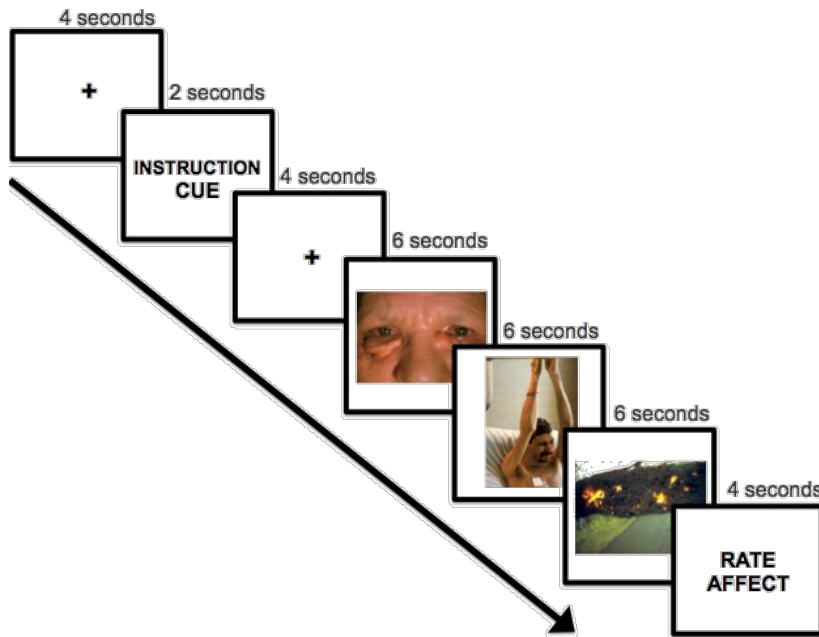 4 seconds
+
2 seconds
INSTRUCTION
CUE
4 seconds
+
6 seconds
6 seconds
6 seconds
4 seconds
RATE
AFFECT